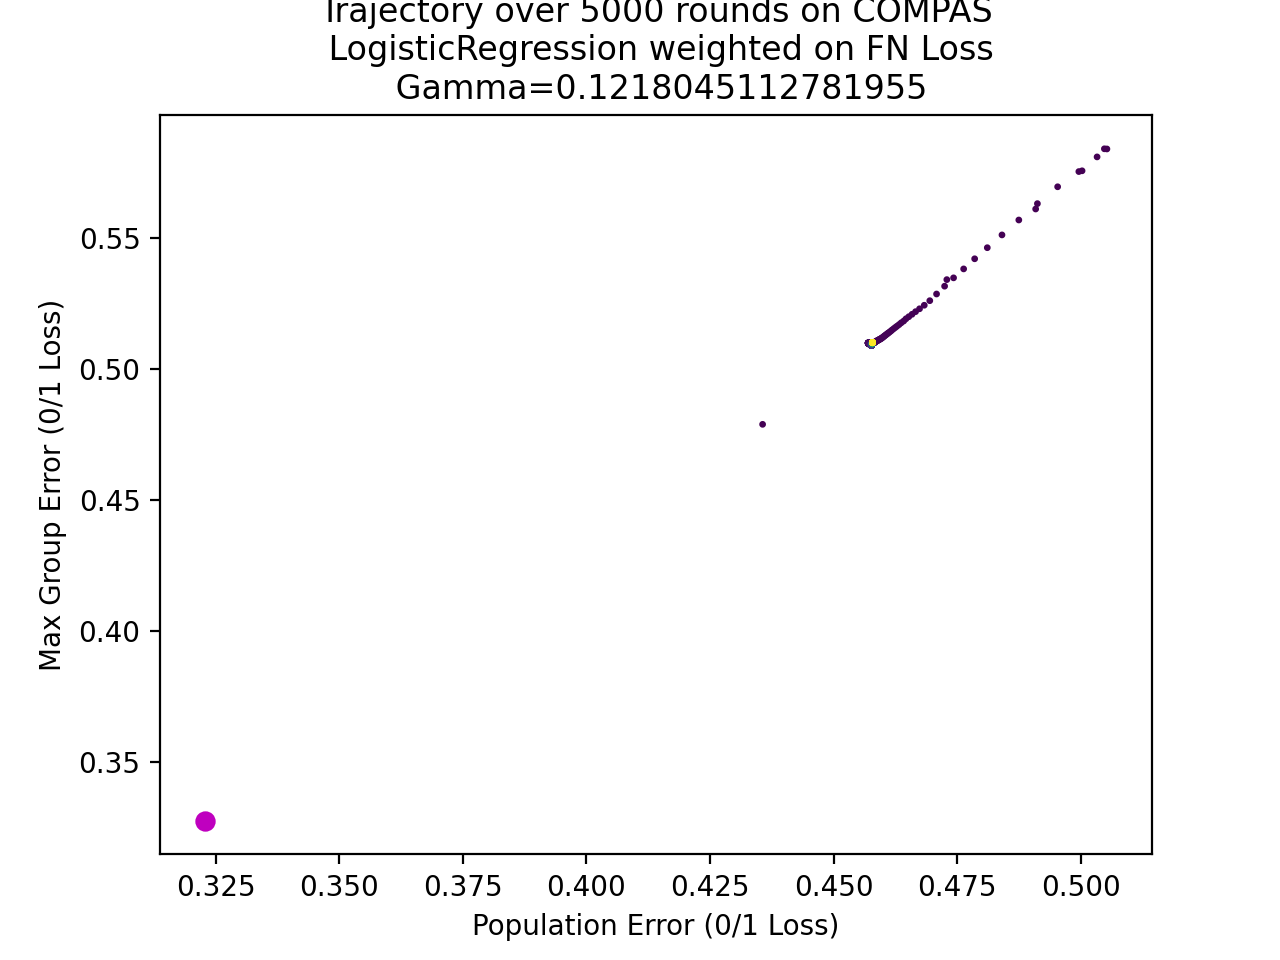 Trajectory over 5000 rounds on COMPAS
LogisticRegression weighted on FN Loss
Gamma=0.1218045112781955
Max Group Error (0/1 Loss)
0.55
0.50
0.45
0.40
0.35
0.325 0.350 0.375 0.400 0.425 0.450 0.475 0.500
Population Error (0/1 Loss)